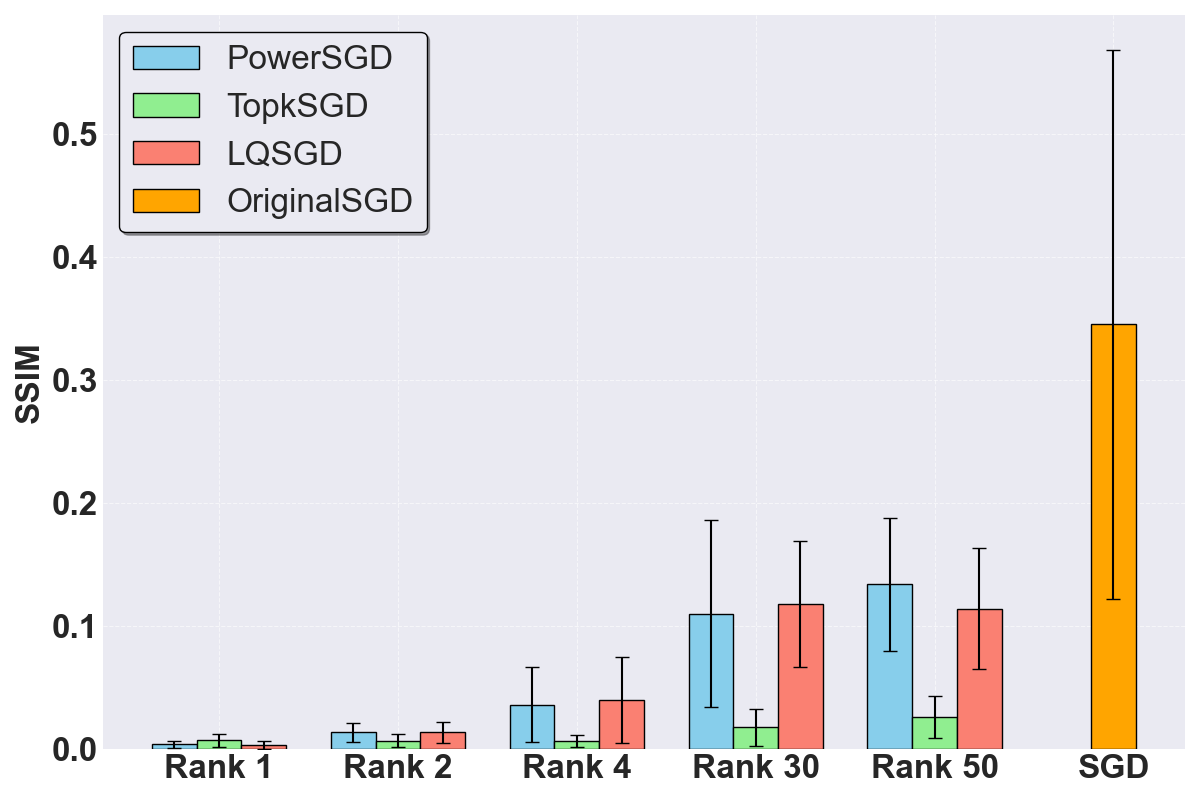 PowerSGD
TopkSGD
LQSGD
OriginalSGD
SSIM
0.5
0.4
0.3
0.2
0.1
0.0
Rank 1
Rank 2
Rank 4
Rank 30
Rank 50
SGD